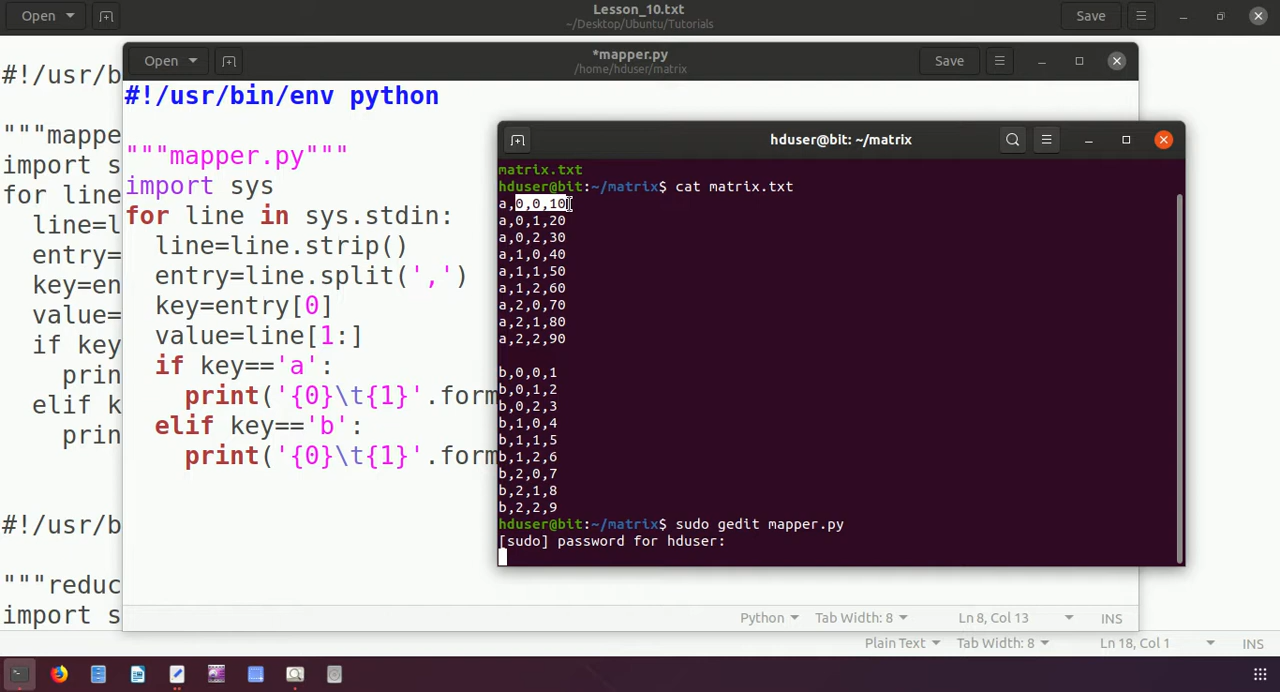 Open
Lesson_10.txt
~/Desktop/Ubuntu/Tutorials
Save
#!/usr/b
"""mapper
import s
for line
line=l
entry=
key=en
value=
if key
prin
elif k
prin
#!/usr/b
"""reduc
import s
Plain Text
Tab Width: 8
Ln 18, Col 1
INS
Open
*mapper.py
/home/hduser/matrix
Save
#!/usr/bin/env python
"""mapper.py"""
import sys
for line in sys.stdin:
line=line.strip()
entry=line.split(',')
key=entry[0]
value=line[1:]
if key=='a':
print('{0}\t{1}'.form
elif key=='b':
print('{0}\t{1}'.form
Python
Tab Width: 8
Ln 8, Col 13
INS
hduser@bit: ~/matrix
matrix.txt
hduser@bit:~/matrix$ cat matrix.txt
a,0,0,10
a,0,1,20
a,0,2,30
a,1,0,40
a,1,1,50
a,1,2,60
a,2,0,70
a,2,1,80
a,2,2,90
b,0,0,1
b,0,1,2
b,0,2,3
b,1,0,4
b,1,1,5
b,1,2,6
b,2,0,7
b,2,1,8
b,2,2,9
hduser@bit:~/matrix$ sudo gedit mapper.py
[sudo] password for hduser: